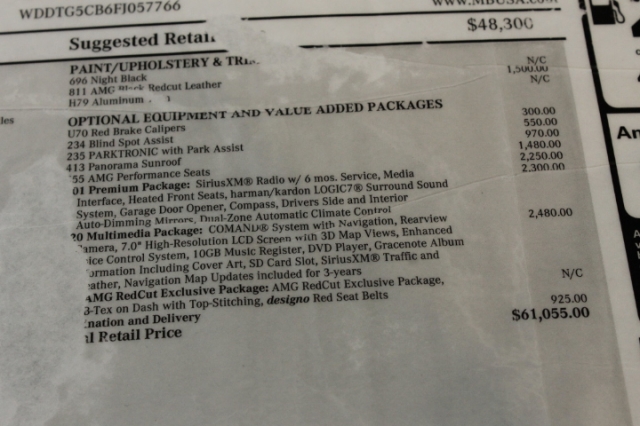 WDDTG5CB6FJ057766
$48,300
Suggested Retail
PAINT/UPHOLSTERY &
696 Night Black N/C
811 AMG Black Redcut Leather 1,500.00
H79 Aluminum N/C
OPTIONAL EQUIPMENT AND VALUE ADDED PACKAGES
U70 Red Brake Calipers 300.00
234 Blind Spot Assist 550.00
235 PARKTRONIC with Park Assist 970.00
413 Panorama Sunroof 1,480.00
55 AMG Performance Seats 2,250.00
01 Premium Package: SiriusXM® Radio w/ 6 mos. Service, Media 2,300.00
Interface, Heated Front Seats, harman/kardon LOGIC7® Surround Sound
System, Garage Door Opener, Compass, Drivers Side and Interior
Auto-Dimming Mirrors, Dual-Zone Automatic Climate Control
20 Multimedia Package: COMAND® System with Navigation, Rearview 2,480.00
amera, 7.0" High-Resolution LCD Screen with 3D Map Views, Enhanced
ice Control System, 10GB Music Register, DVD Player, Gracenote Album
ormation Including Cover Art, SD Card Slot, SiriusXM® Traffic and
eather, Navigation Map Updates included for 3-years
AMG RedCut Exclusive Package: AMG RedCut Exclusive Package, N/C
-Tex on Dash with Top-Stitching, designo Red Seat Belts
nation and Delivery 925.00
l Retail Price $61,055.00